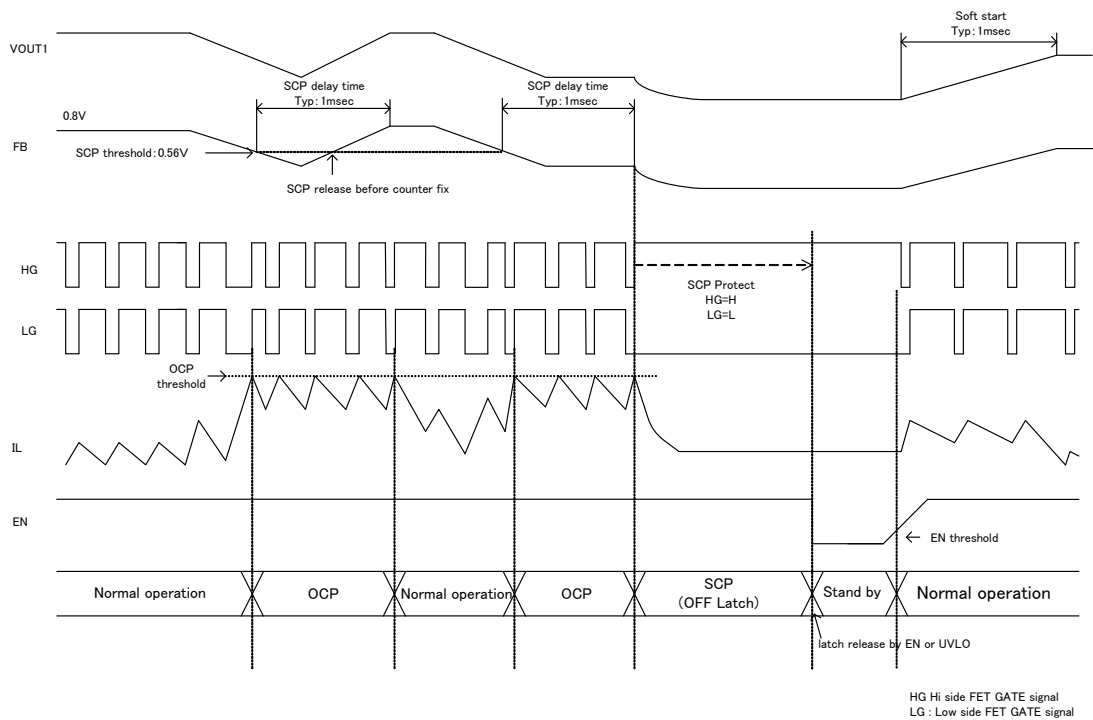 Soft start
Typ: 1msec
VOUT1
SCP delay time
Typ: 1msec
SCP delay time
Typ: 1msec
0.8V
FB
SCP threshold: 0.56V
SCP release before counter fix
HG
SCP Protect
HG=H
LG=L
LG
OCP
threshold
IL
EN
EN threshold
Normal operation
OCP
Normal operation
OCP
SCP
(OFF Latch)
Stand by
Normal operation
latch release by EN or UVLO
HG Hi side FET GATE signal
LG : Low side FET GATE signal